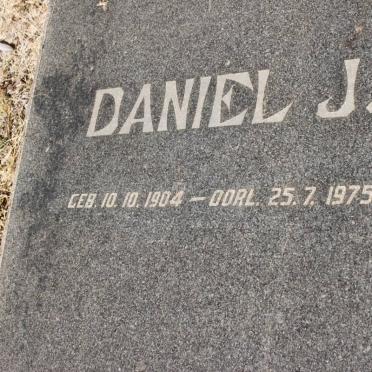 DANIEL J.
GEB. 10. 10. 1904 – OORL. 25. 7. 1975